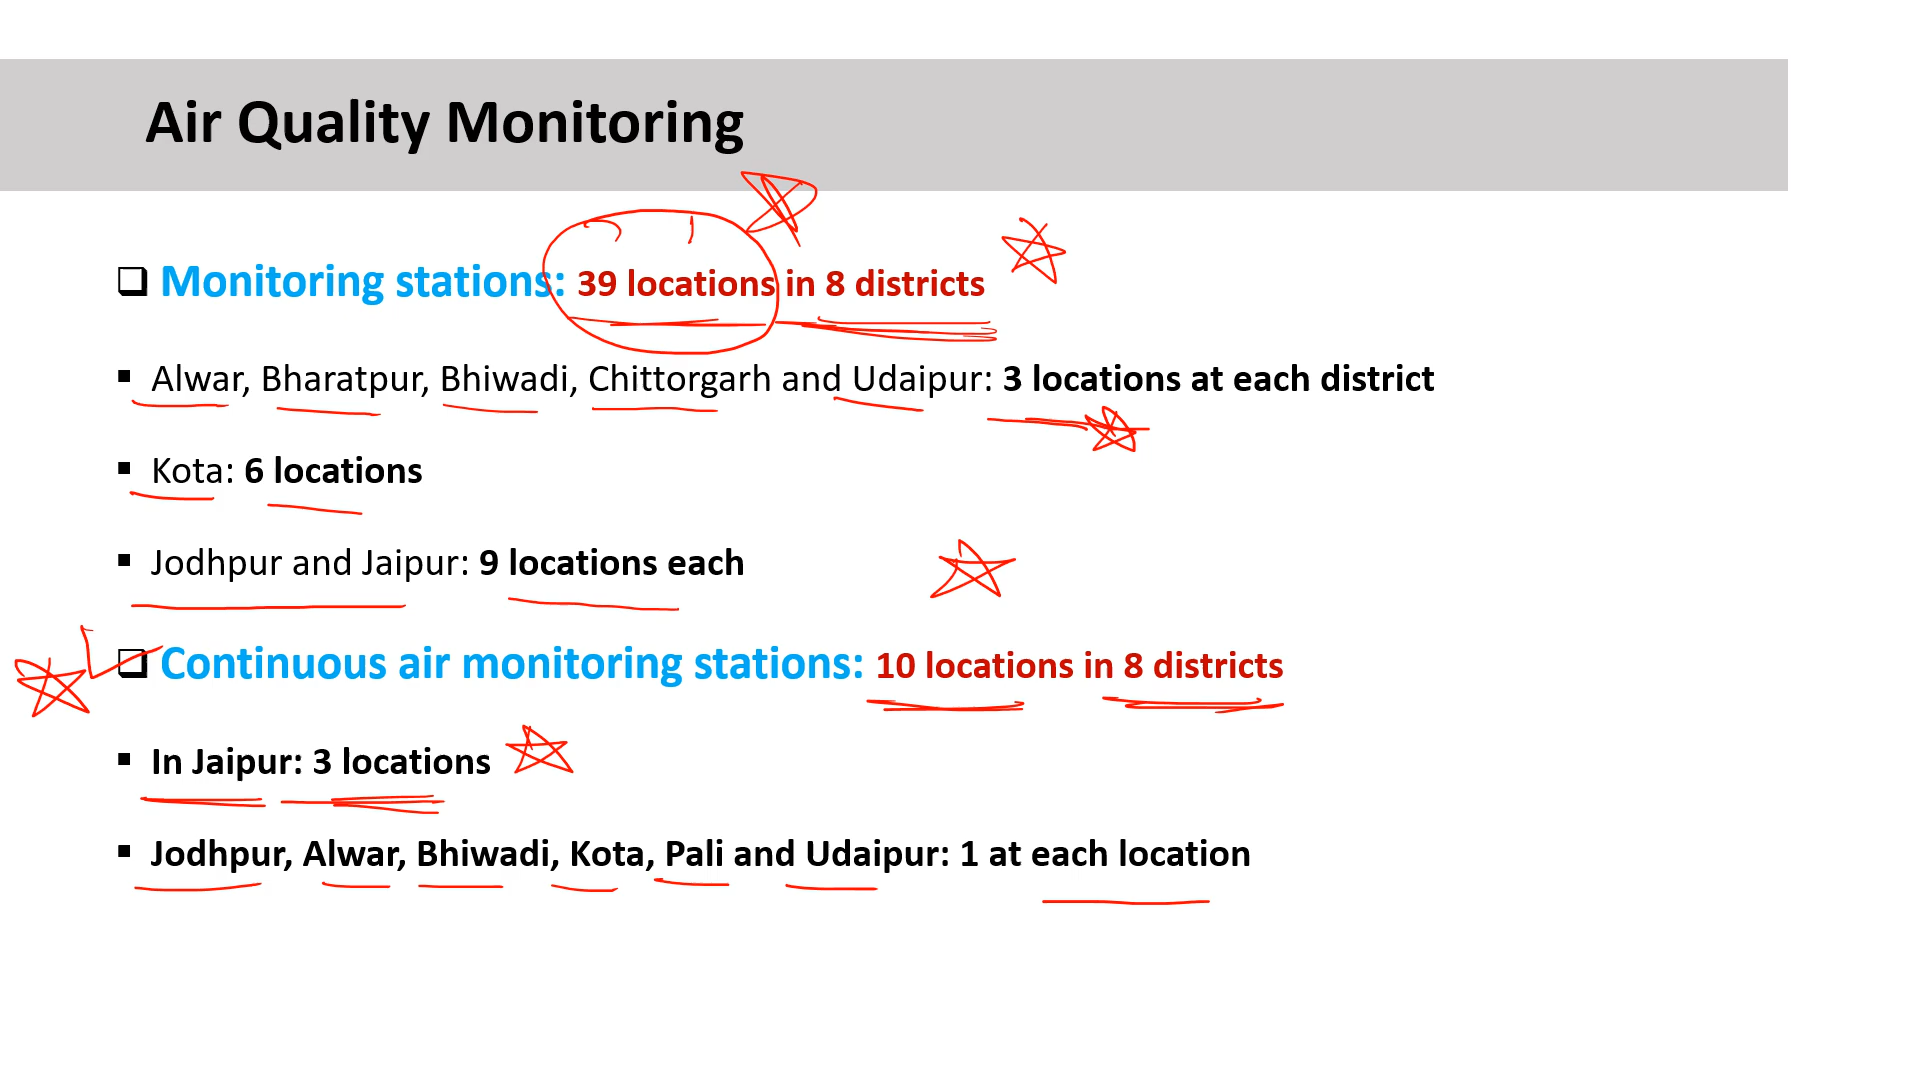 Air Quality Monitoring
Monitoring stations: 39 locations in 8 districts
Alwar, Bharatpur, Bhiwadi, Chittorgarh and Udaipur: 3 locations at each district
Kota: 6 locations
Jodhpur and Jaipur: 9 locations each
Continuous air monitoring stations: 10 locations in 8 districts
In Jaipur: 3 locations
Jodhpur, Alwar, Bhiwadi, Kota, Pali and Udaipur: 1 at each location